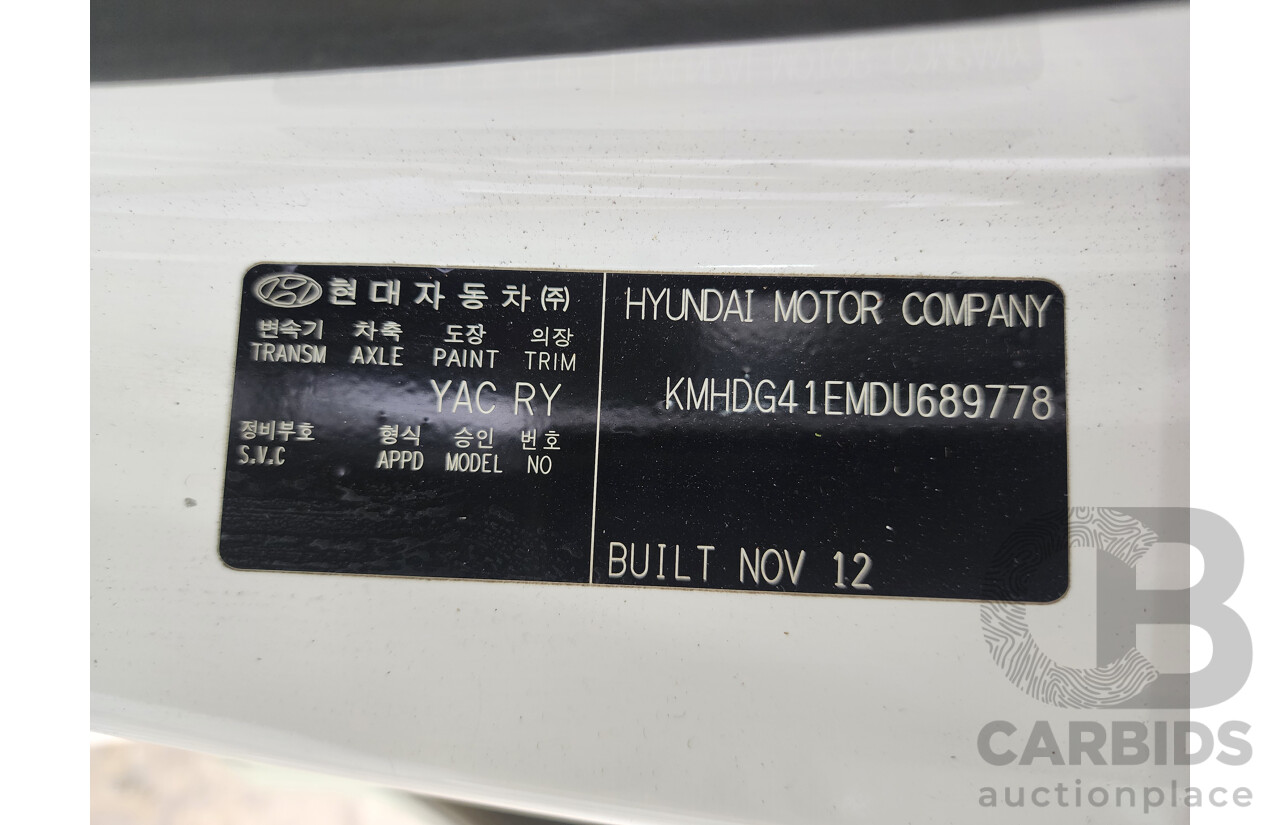 현대자동차(주)
변속기 차축 도장 의장
TRANSM AXLE PAINT TRIM
YAC RY
정비부호 형식 승인 번호
S.V.C APPD MODEL NO
HYUNDAI MOTOR COMPANY
KMHDG41EMDU689778
BUILT NOV 12
CARBIDS
auctionplace